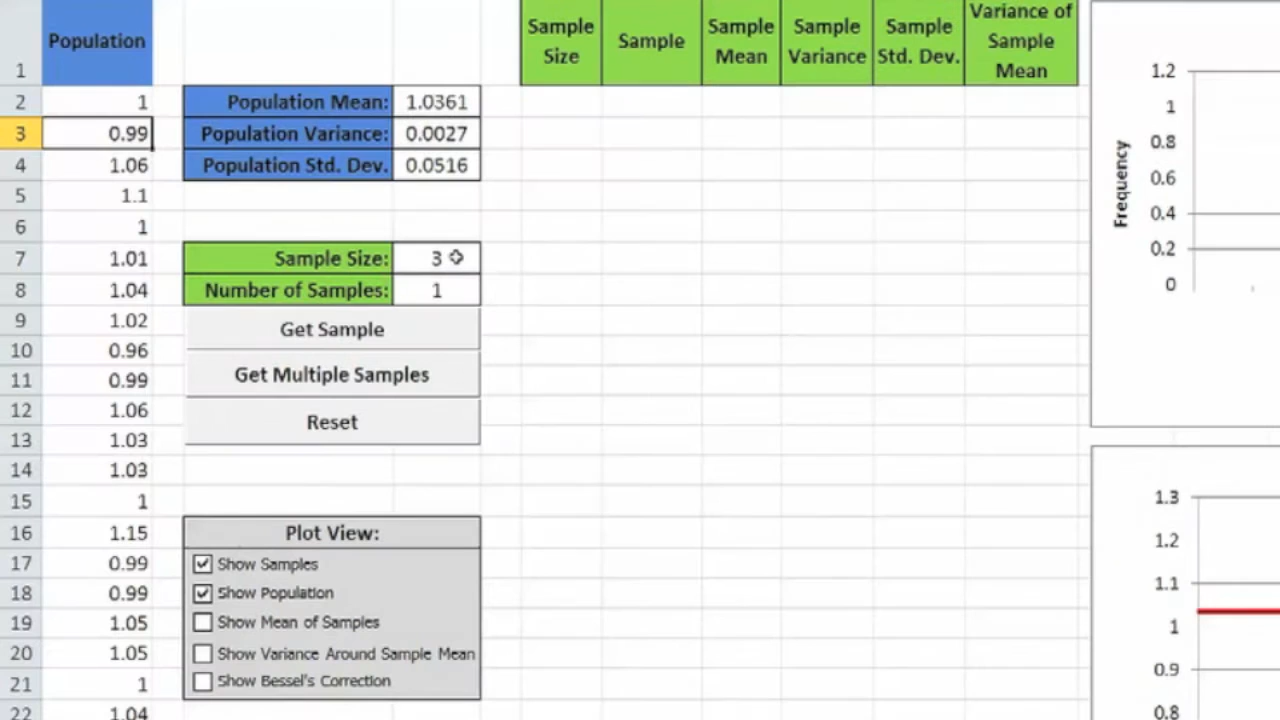 Population
Sample Size
Sample
Sample Mean
Sample Variance
Sample Std. Dev.
Variance of Sample Mean
1
2 1 Population Mean: 1.0361
3 0.99 Population Variance: 0.0027
4 1.06 Population Std. Dev. 0.0516
5 1.1
6 1
7 1.01 Sample Size: 3
8 1.04 Number of Samples: 1
9 1.02 Get Sample
10 0.96
11 0.99 Get Multiple Samples
12 1.06
13 1.03 Reset
14 1.03
15 1
16 1.15 Plot View:
17 0.99 Show Samples
18 0.99 Show Population
19 1.05 Show Mean of Samples
20 1.05 Show Variance Around Sample Mean
21 1 Show Bessel's Correction
22 1.04
Frequency
1.2
1
0.8
0.6
0.4
0.2
0
1.3
1.2
1.1
1
0.9
0.8